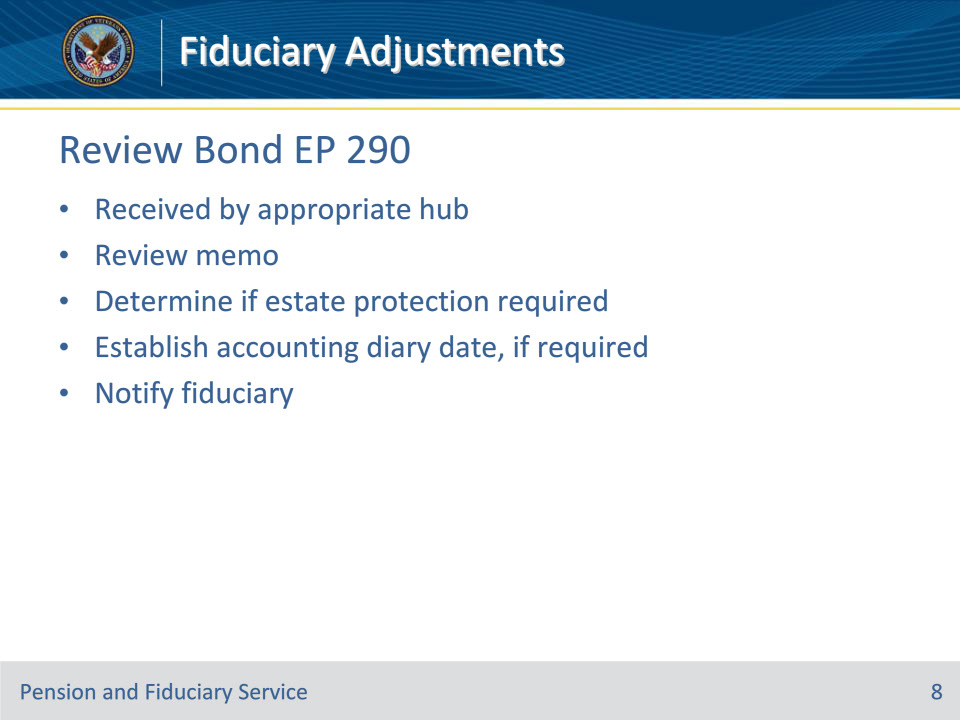 Fiduciary Adjustments
Review Bond EP 290
• Received by appropriate hub
• Review memo
• Determine if estate protection required
• Establish accounting diary date, if required
• Notify fiduciary
Pension and Fiduciary Service
8